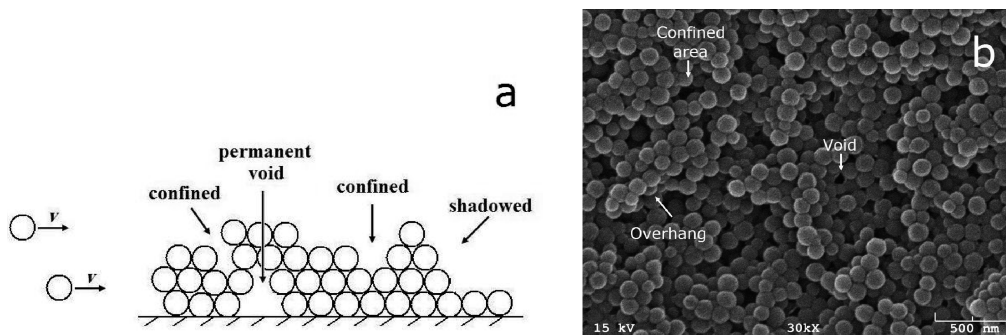 a
permanent
void
confined
confined
shadowed
v
v
b
Confined
area
Void
Overhang
15 kV
30kX
500 nm